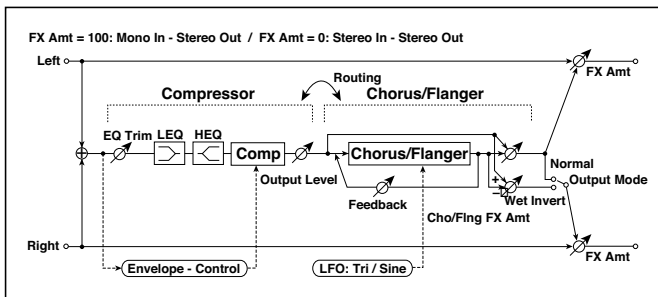 FX Amt = 100: Mono In - Stereo Out / FX Amt = 0: Stereo In - Stereo Out
Left
FX Amt
Routing
Compressor
Chorus/Flanger
EQ Trim
LEQ
HEQ
Comp
Chorus/Flanger
Output Level
Normal
Output Mode
+
−
Wet Invert
Feedback
Cho/Flng FX Amt
Right
FX Amt
Envelope - Control
LFO: Tri / Sine